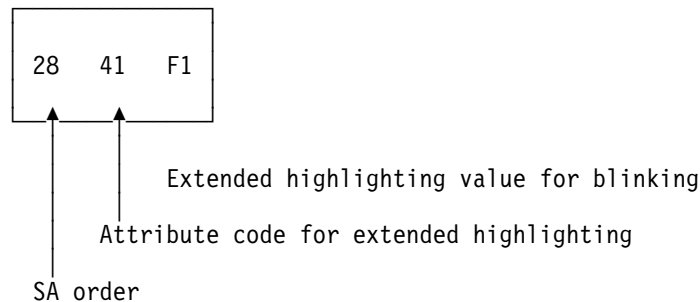 28 41 F1
Extended highlighting value for blinking
Attribute code for extended highlighting
SA order